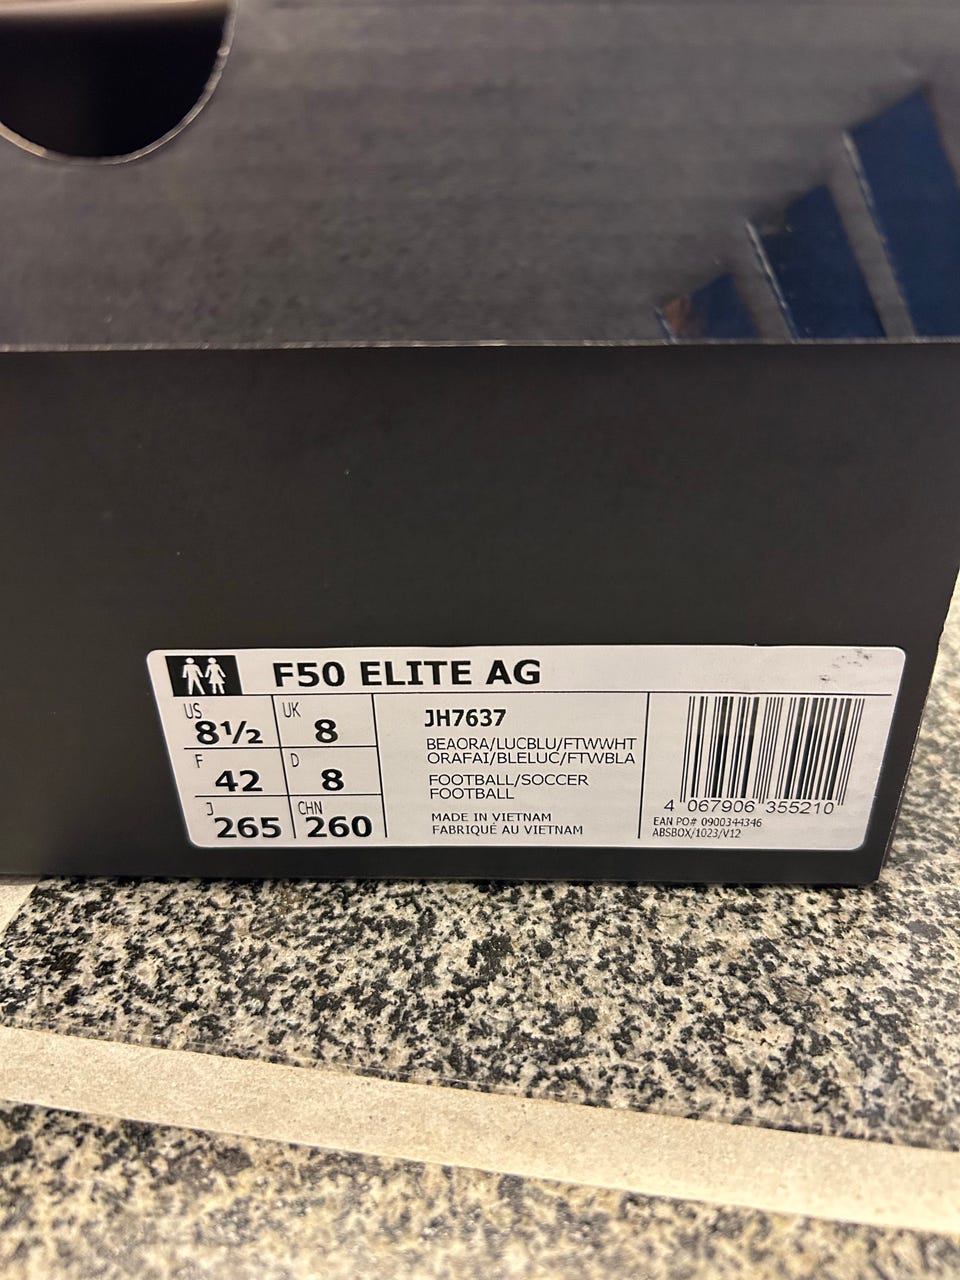 F50 ELITE AG
US 8½ UK 8
F 42 D 8
J 265 CHN 260
JH7637
BEAORA/LUCBLU/FTWWHT
ORAFAI/BLELUC/FTWBLA
FOOTBALL/SOCCER
FOOTBALL
MADE IN VIETNAM
FABRIQUÉ AU VIETNAM
4 067906 355210
EAN PO# 0900344346
ABSBOX/1023/V12